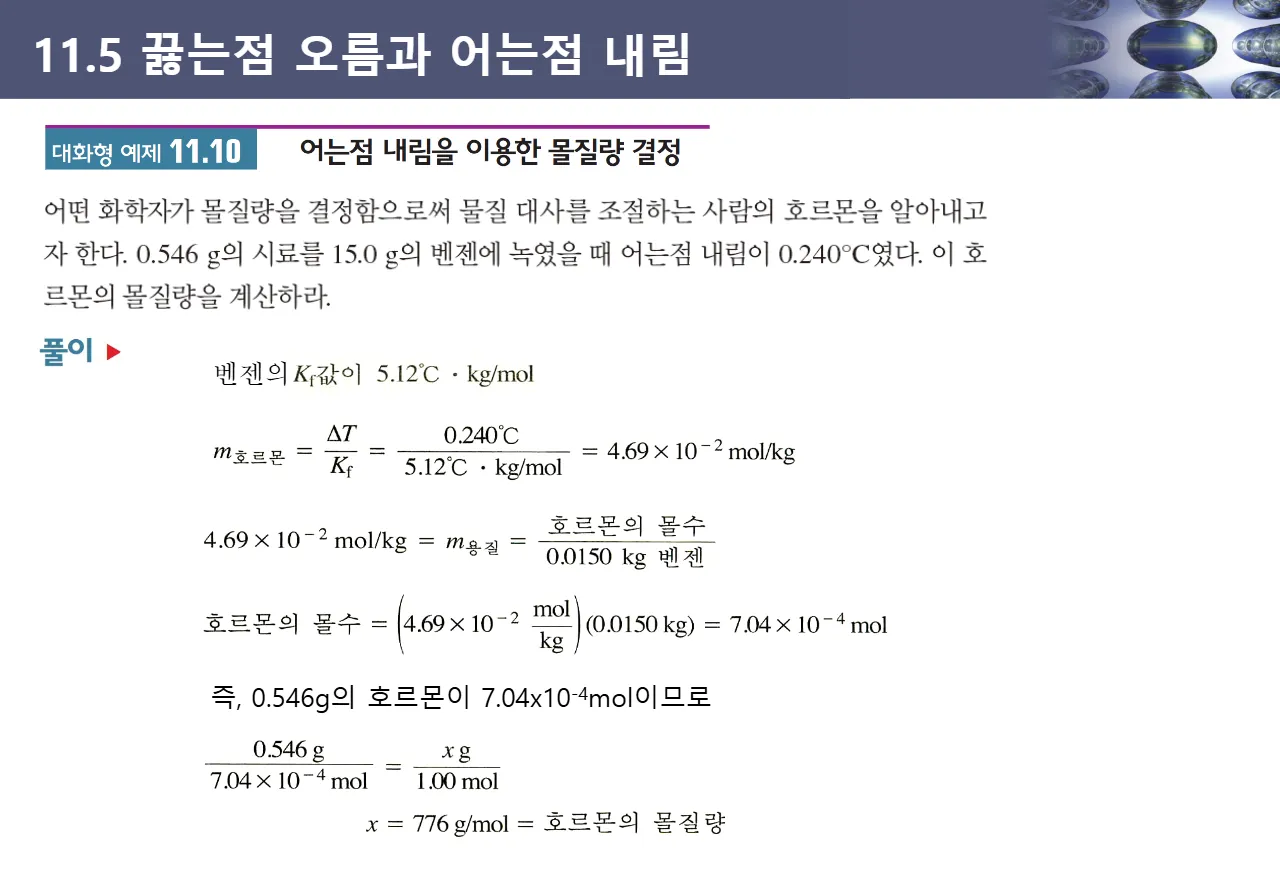 11.5 끓는점 오름과 어는점 내림
대화형 예제 11.10 어는점 내림을 이용한 몰질량 결정
어떤 화학자가 몰질량을 결정함으로써 물질 대사를 조절하는 사람의 호르몬을 알아내고
자 한다. 0.546 g의 시료를 15.0 g의 벤젠에 녹였을 때 어는점 내림이 0.240°C였다. 이 호
르몬의 몰질량을 계산하라.
풀이 ▶
벤젠의 K_f값이 5.12℃ · kg/mol
m_호르몬 = ΔT/K_f = 0.240℃/5.12℃ · kg/mol = 4.69 × 10⁻² mol/kg
4.69 × 10⁻² mol/kg = m_용질 = 호르몬의 몰수/0.0150 kg 벤젠
호르몬의 몰수 = (4.69 × 10⁻² mol/kg)(0.0150 kg) = 7.04 × 10⁻⁴ mol
즉, 0.546g의 호르몬이 7.04x10⁻⁴mol이므로
0.546 g/7.04 × 10⁻⁴ mol = x g/1.00 mol
x = 776 g/mol = 호르몬의 몰질량